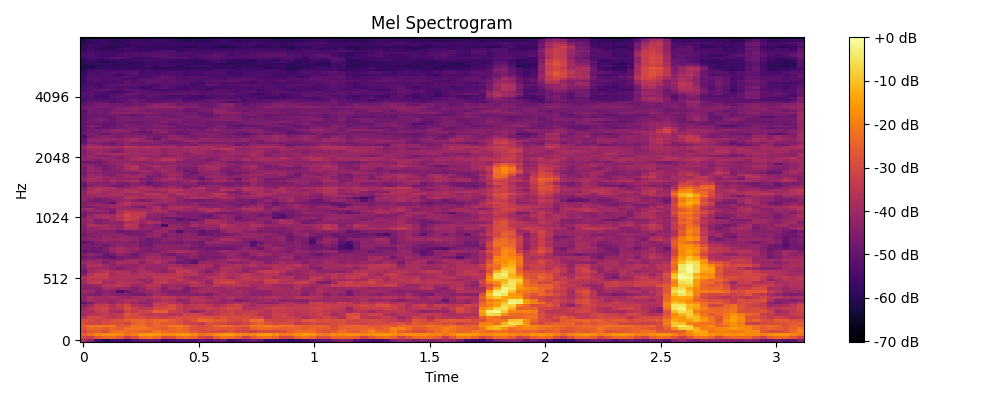 Mel Spectrogram
Hz
4096
2048
1024
512
0
0
0.5
1
1.5
2
2.5
3
Time
+0 dB
-10 dB
-20 dB
-30 dB
-40 dB
-50 dB
-60 dB
-70 dB